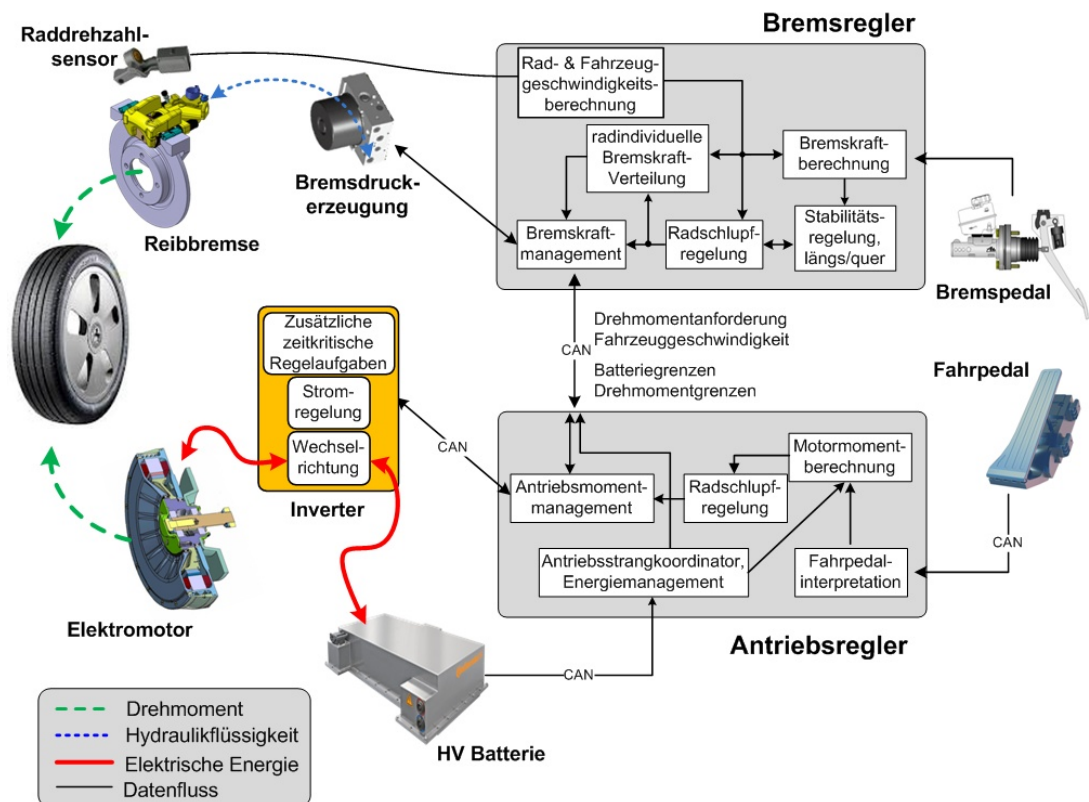 Bremsregler
Raddrehzahl-
sensor
Rad- & Fahrzeug
geschwindigkeits
berechnung
radindividuelle
Bremskraft-
Verteilung
Bremskraft-
berechnung
Bremsdruck-
erzeugung
Reibbremse
Bremskraft-
management
Radschlupf-
regelung
Stabilitäts-
regelung,
längs/quer
Bremspedal
Zusätzliche
zeitkritische
Regelaufgaben
Strom-
regelung
Wechsel-
richtung
Inverter
Drehmomentanforderung
Fahrzeuggeschwindigkeit
CAN
Batteriegrenzen
Drehmomentgrenzen
Fahrpedal
CAN
Motormoment-
berechnung
Antriebsmoment-
management
Radschlupf-
regelung
Antriebsstrangkoordinator,
Energiemanagement
Fahrpedal-
interpretation
CAN
Elektromotor
Antriebsregler
CAN
HV Batterie
Drehmoment
Hydraulikflüssigkeit
Elektrische Energie
Datenfluss